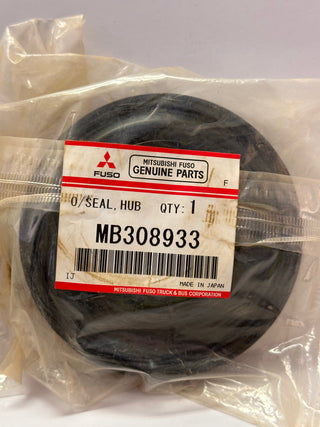 FUSO
MITSUBISHI FUSO
GENUINE PARTS
F
O/SEAL,HUB QTY: 1
MB308933
IJ MADE IN JAPAN
MITSUBISHI FUSO TRUCK & BUS CORPORATION